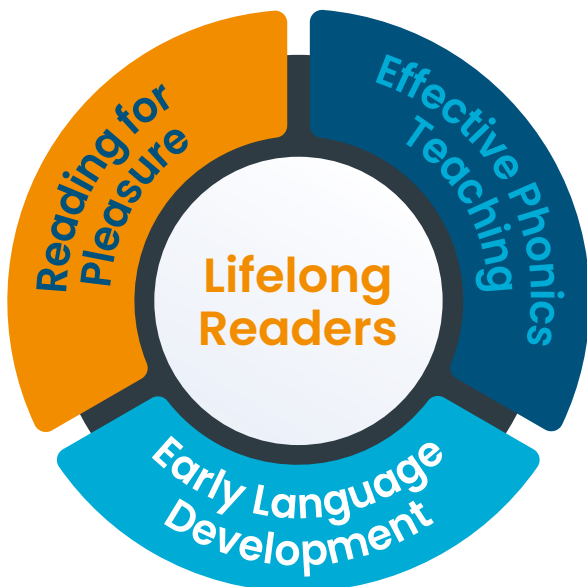 Reading for
Pleasure
Effective Phonics
Teaching
Lifelong
Readers
Early Language
Development